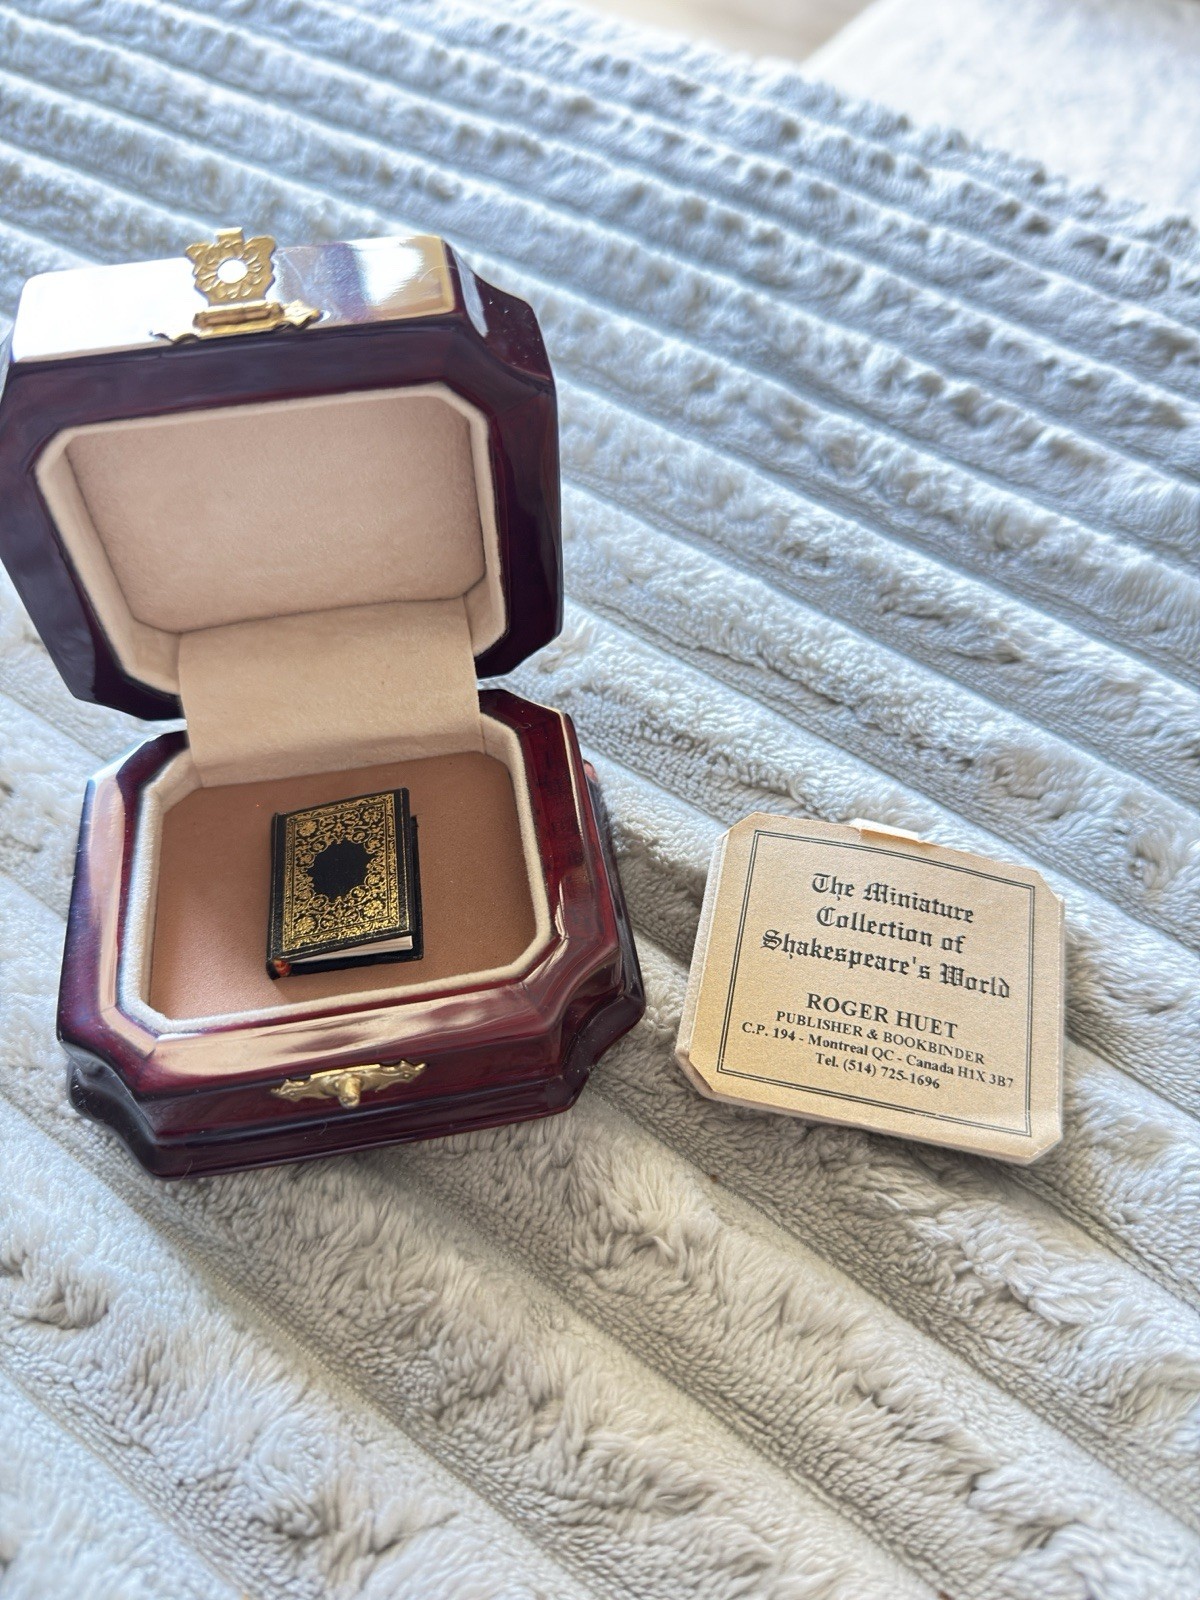 The Miniature
Collection of
Shakespeare's World
ROGER HUET
PUBLISHER & BOOKBINDER
C.P. 194 - Montreal QC - Canada H1X 3B7
Tel. (514) 725-1696